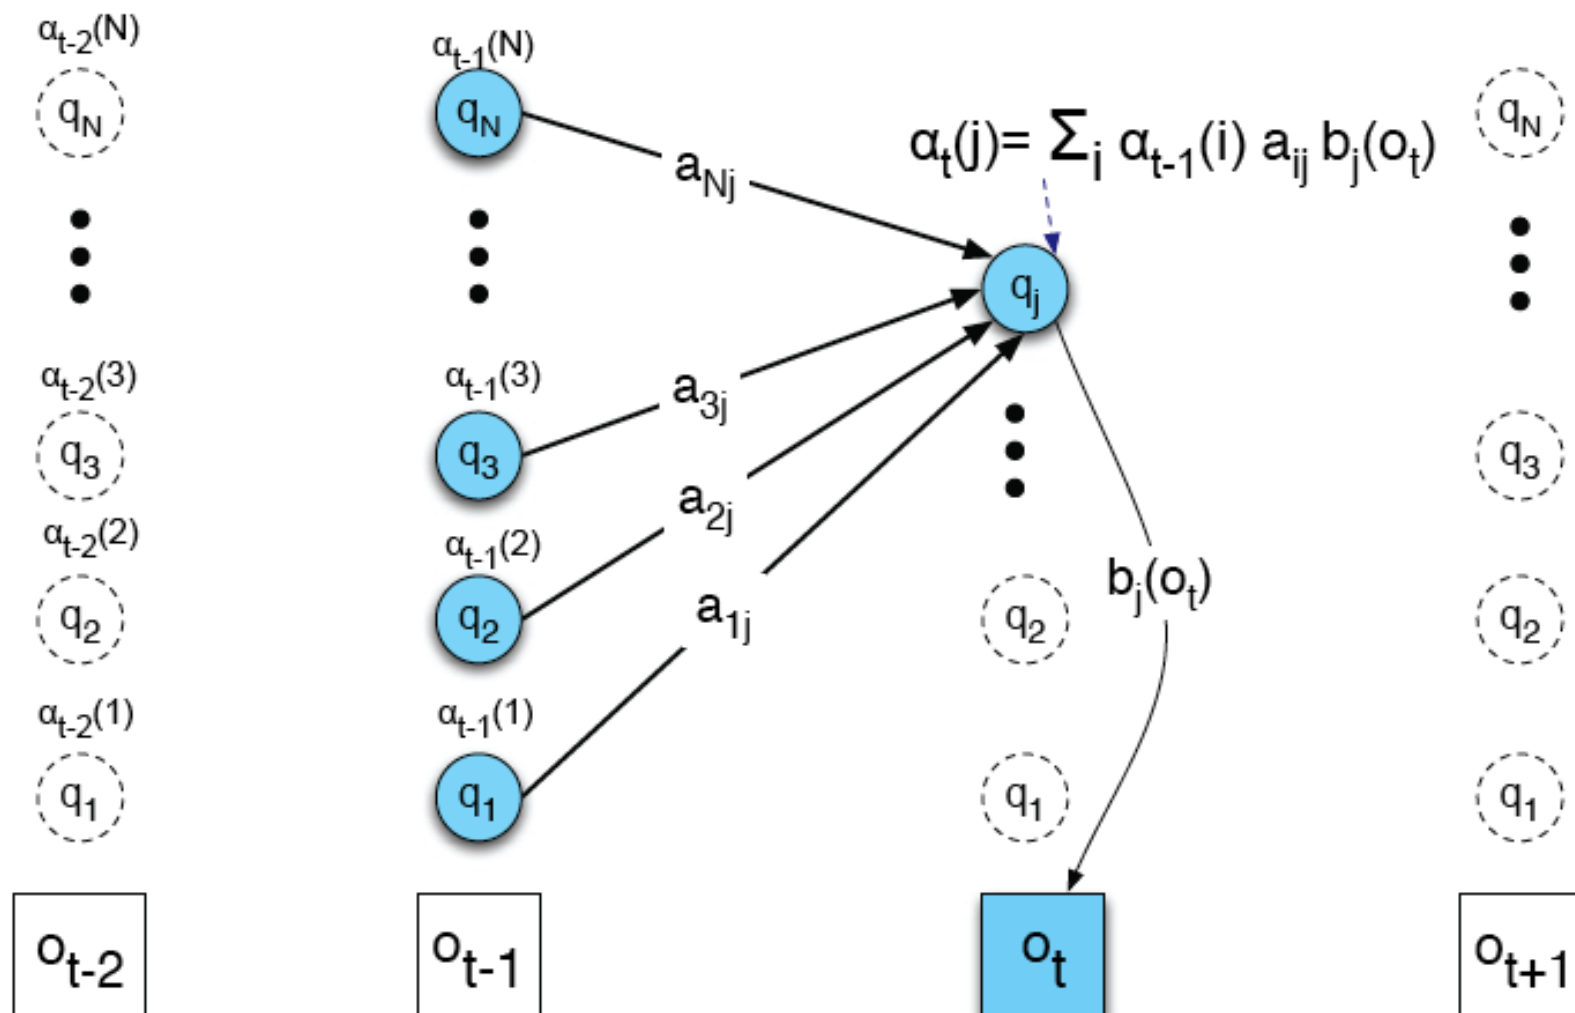 αt-2(N)
αt-1(N)
qN
qN
αt(j)= Σi αt-1(i) aij bj(ot)
qN
aNj
qj
αt-2(3)
αt-1(3)
a3j
q3
q3
q3
αt-2(2)
αt-1(2)
a2j
bj(ot)
q2
q2
q2
q2
a1j
αt-2(1)
αt-1(1)
q1
q1
q1
q1
ot-2
ot-1
ot
ot+1